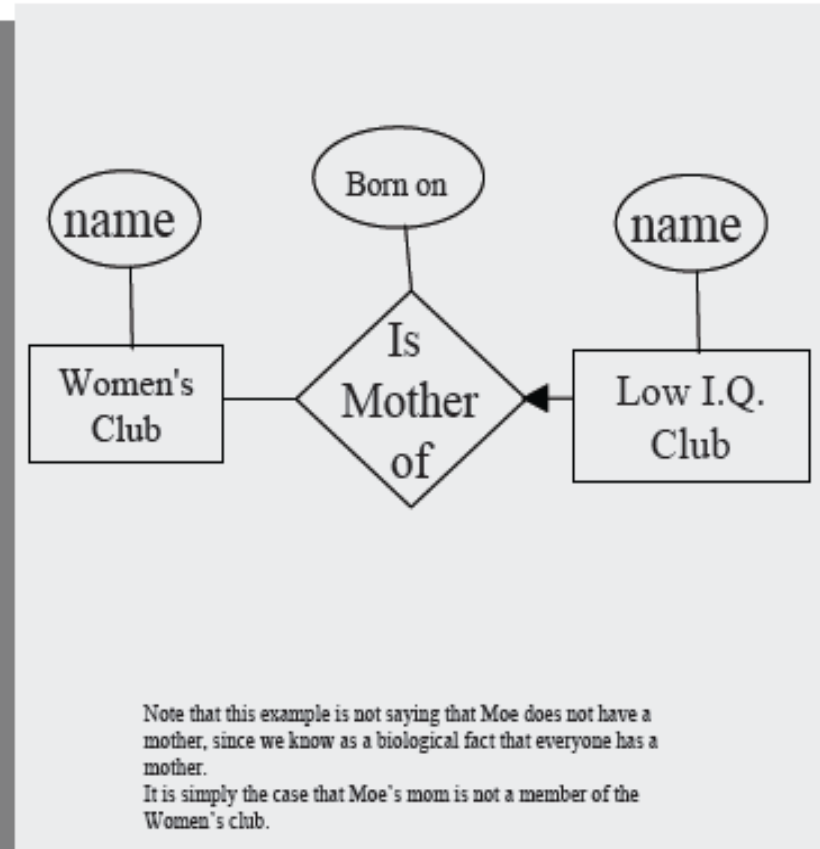 Born on
name
name
Is
Mother
of
Women's
Club
Low I.Q.
Club
Note that this example is not saying that Moe does not have a
mother, since we know as a biological fact that everyone has a
mother.
It is simply the case that Moe's mom is not a member of the
Women's club.